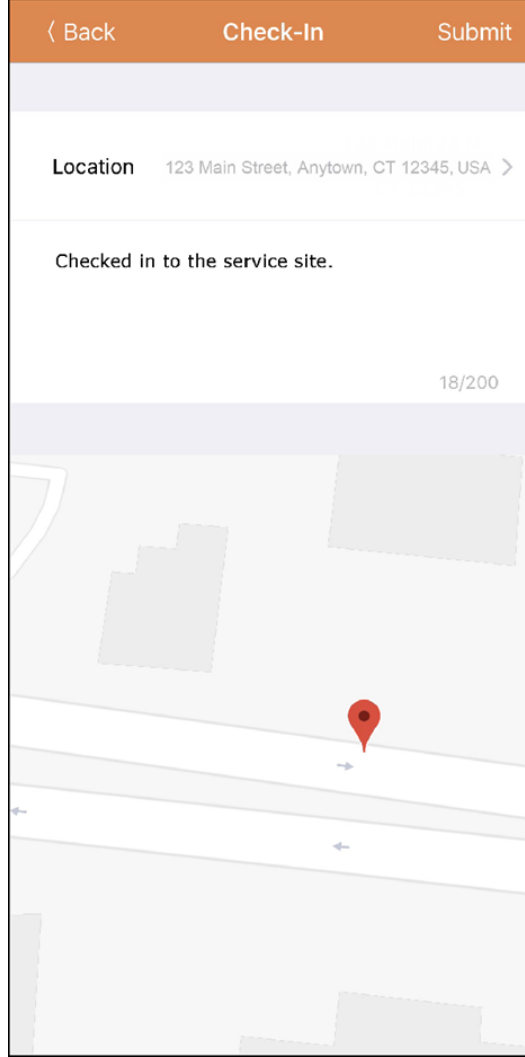 〈 Back Check-In Submit
Location 123 Main Street, Anytown, CT 12345, USA >
Checked in to the service site.
18/200